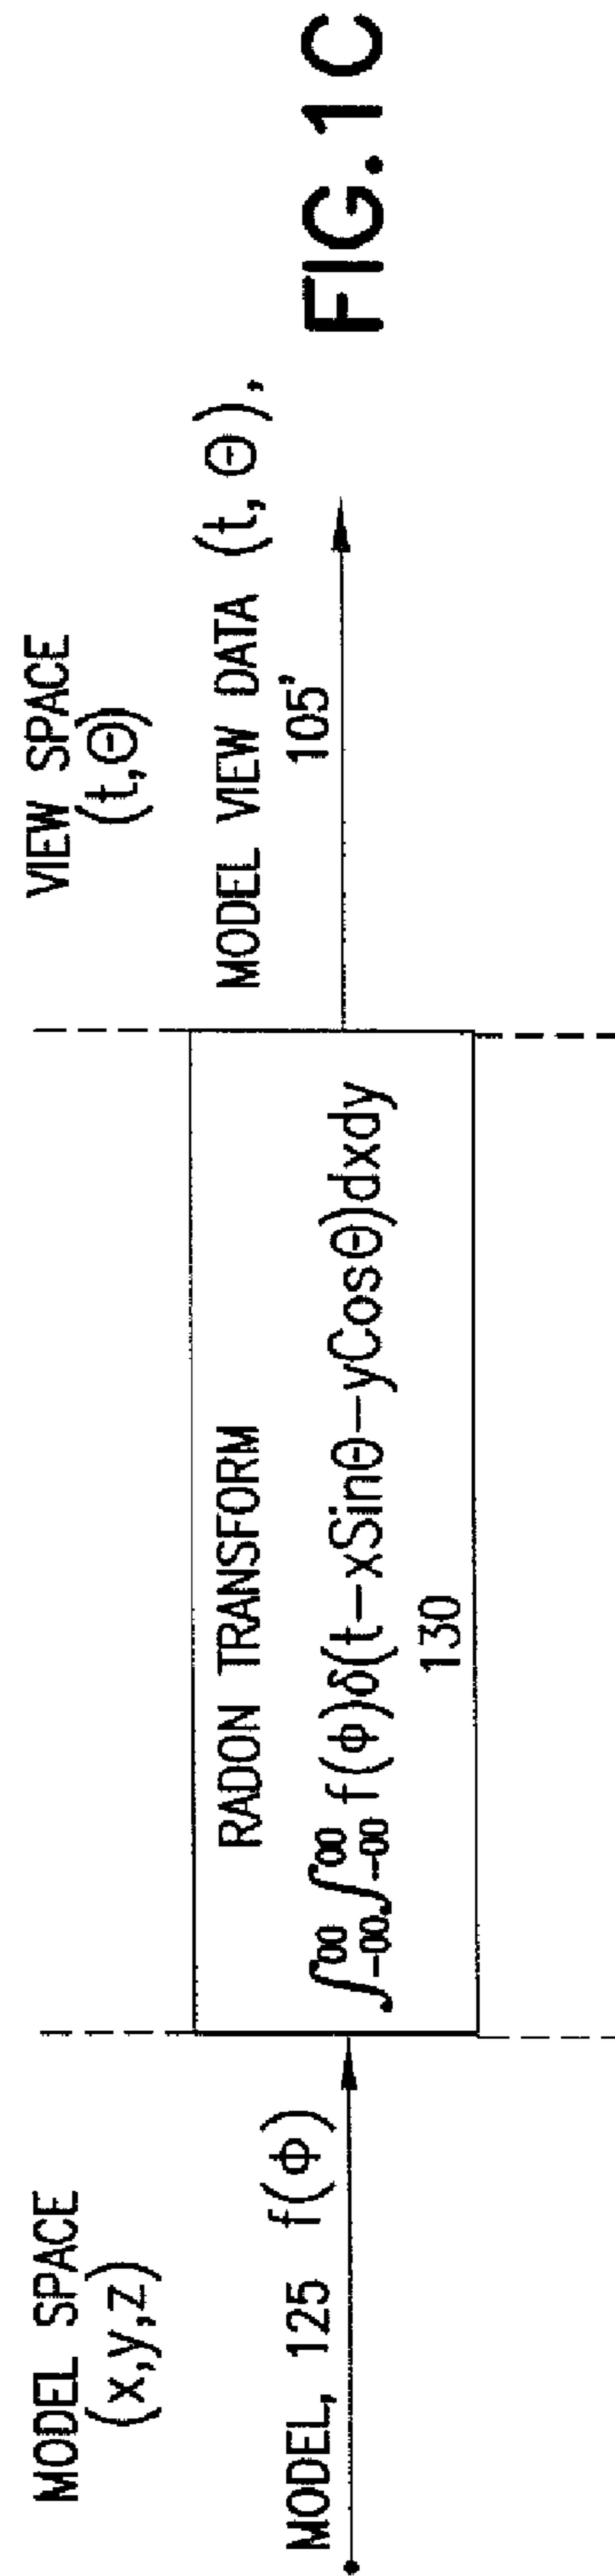 MODEL SPACE
(x,y,z)
MODEL, 125 f(ϕ)
RADON TRANSFORM
∫-∞^∞∫-∞^∞ f(ϕ)δ(t-xSinθ-yCosθ)dxdy
130
VIEW SPACE
(t,Θ)
MODEL VIEW DATA (t, Θ),
105'
FIG.1C